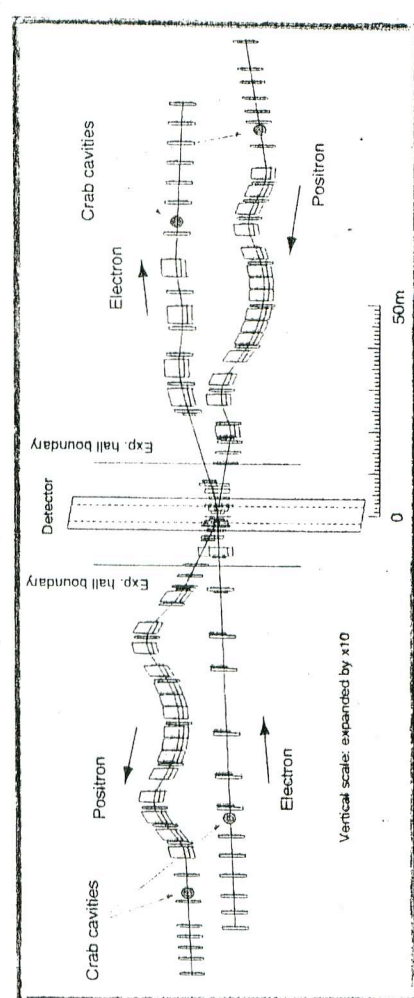 Crab cavities
Positron
Exp. hall boundary
Detector
Exp. hall boundary
Electron
Crab cavities
Positron
Electron
Vertical scale: expanded by x10
0
50m